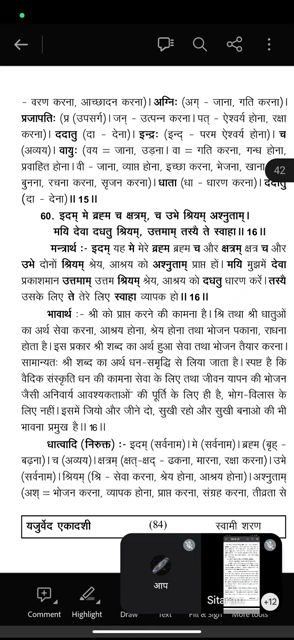 - वरण करना, आच्छादन करना)। अग्निः (अग् - जाना, गति करना)।
प्रजापतिः (प्र (उपसर्ग)। जन् - उत्पन्न करना। पत् - ऐश्वर्य होना, रक्षा
करना)। ददातु (दा - देना)। इन्द्रः (इन्द् - परम ऐश्वर्य होना)। च
(अव्यय)। वायुः (वय = जाना, उड़ना। वा = गति करना, गन्ध होना,
प्रवाहित होना। वी - जाना, व्याप्त होना, इच्छा करना, भेजना, खाना
42
बुनना, रचना करना, सृजन करना)। धाता (धा - धारण करना)। ददातु
(दा - देना)॥ 15॥
60. इदम् मे ब्रह्म च क्षत्रम्, च उभे श्रियम् अश्नुताम्।
मयि देवा दधतु श्रियम्, उत्तमाम् तस्यै ते स्वाहा॥ 16॥
मन्त्रार्थ :- इदम् यह मे मेरे ब्रह्म ब्रह्म च और क्षत्रम् क्षत्र च और
उभे दोनों श्रियम् श्रेय, आश्रय को अश्नुताम् प्राप्त हों। मयि मुझमें देवा
प्रकाशमान उत्तमाम् उत्तम श्रियम् श्रेय, आश्रय को दधतु धारण करें। तस्यै
उसके लिए ते तेरे लिए स्वाहा व्यापक हो॥ 16॥
भावार्थ :- श्री को प्राप्त करने की कामना है। श्रि तथा श्री धातुओं
का अर्थ सेवा करना, आश्रय होना, श्रेय होना तथा भोजन पकाना, राधना
होता है। इस प्रकार श्री शब्द का अर्थ हुआ सेवा तथा भोजन तैयार करना।
सामान्यतः श्री शब्द का अर्थ धन-समृद्धि से लिया जाता है। स्पष्ट है कि
वैदिक संस्कृति धन की कामना सेवा के लिए तथा जीवन यापन की भोजन
जैसी अनिवार्य आवश्यकताओं की पूर्ति के लिए ही है, भोग-विलास के
लिए नहीं। इसमें जियो और जीने दो, सुखी रहो और सुखी बनाओ की भी
भावना प्रमुख है॥ 16॥
धात्वादि (निरुक्त) :- इदम् (सर्वनाम)। मे (सर्वनाम)। ब्रह्म (बृह् -
बढ़ना)। च (अव्यय)। क्षत्रम् (क्षत्-क्षद् - ढकना, मारना, रक्षा करना)। उभे
(सर्वनाम)। श्रियम् (श्रि - सेवा करना, श्रेय होना, आश्रय होना)। अश्नुताम्
(अश् = भोजन करना, व्यापक होना, प्राप्त करना, संग्रह करना, तीव्रता से
यजुर्वेद एकादशी (84) स्वामी शरण
आप
Sita
+12
Comment Highlight Draw Text Fill & Sign More tools